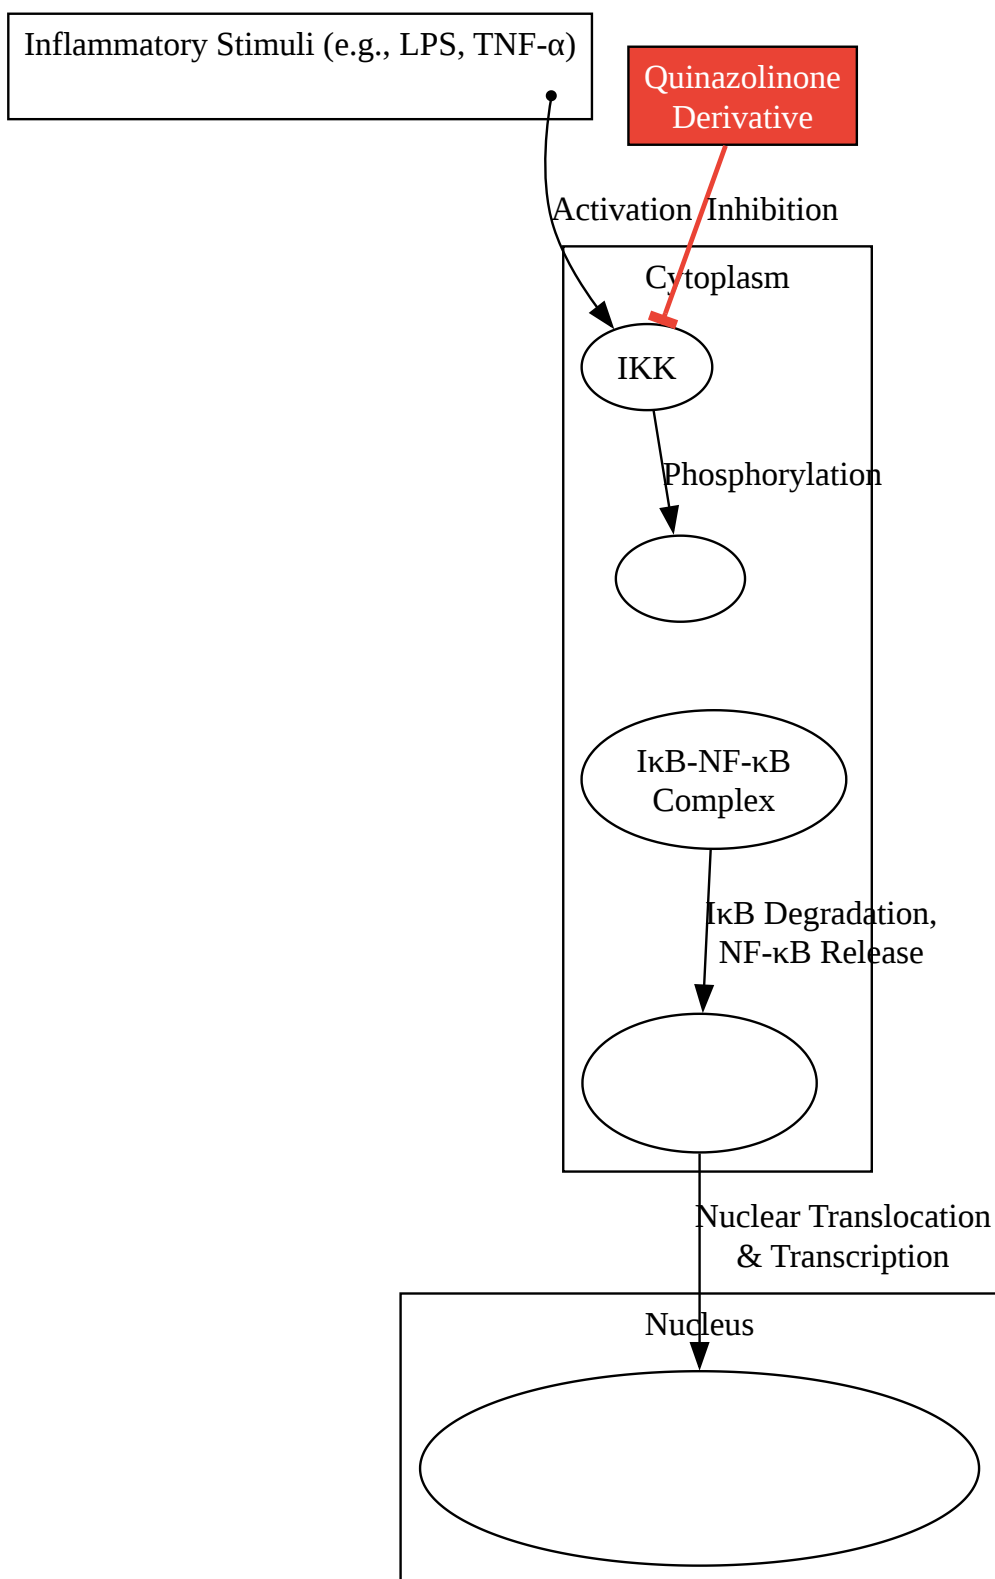 Inflammatory Stimuli (e.g., LPS, TNF-α)
Quinazolinone
Derivative
Activation
Inhibition
Cytoplasm
IKK
Phosphorylation
IκB-NF-κB
Complex
IκB Degradation,
NF-κB Release
Nuclear Translocation
& Transcription
Nucleus